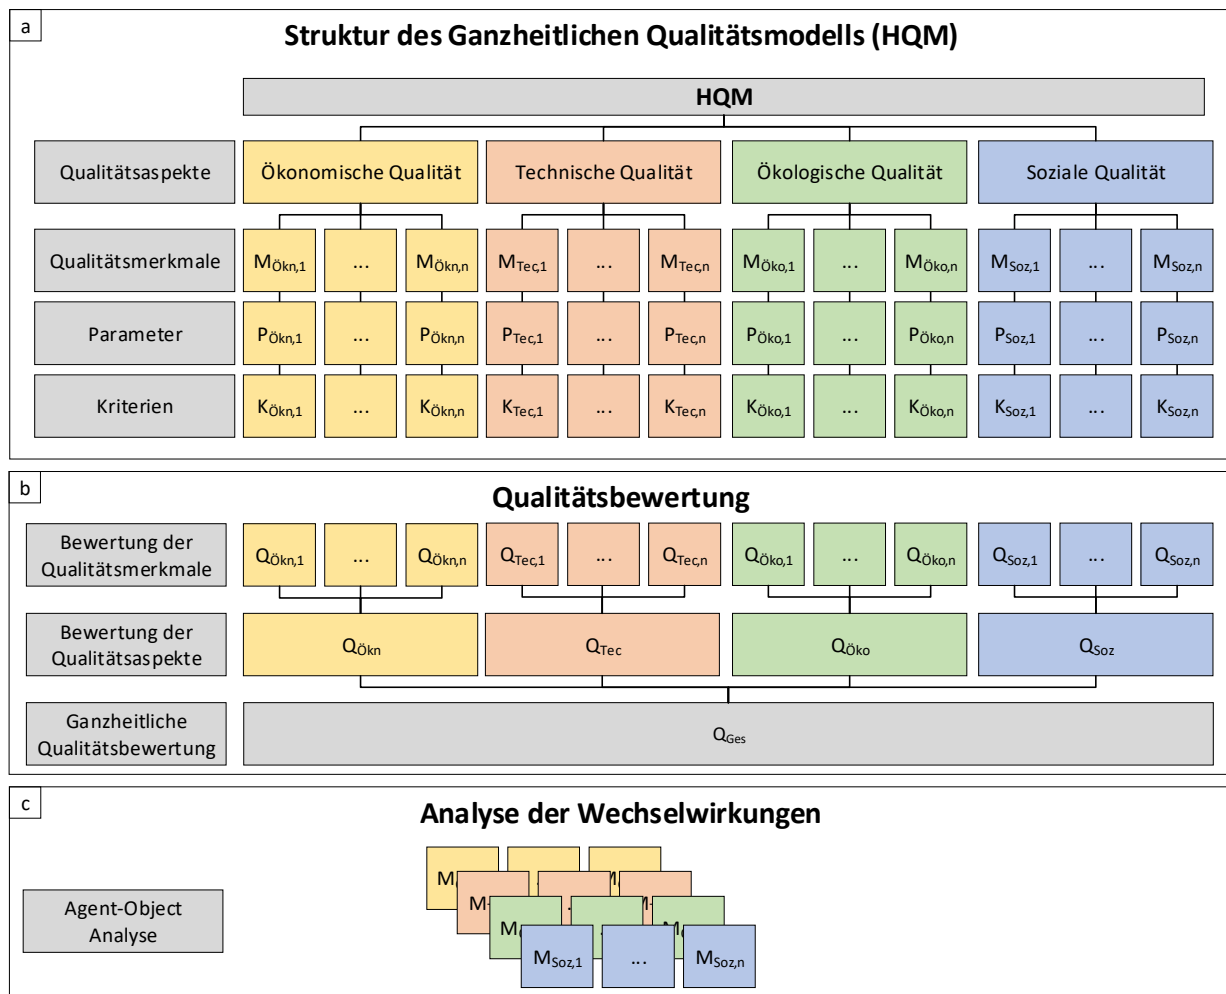 a
Struktur des Ganzheitlichen Qualitätsmodells (HQM)
HQM
Qualitätsaspekte
Ökonomische Qualität
Technische Qualität
Ökologische Qualität
Soziale Qualität
Qualitätsmerkmale
MÖkn,1 ... MÖkn,n MTec,1 ... MTec,n MÖko,1 ... MÖko,n MSoz,1 ... MSoz,n
Parameter
PÖkn,1 ... PÖkn,n PTec,1 ... PTec,n PÖko,1 ... PÖko,n PSoz,1 ... PSoz,n
Kriterien
KÖkn,1 ... KÖkn,n KTec,1 ... KTec,n KÖko,1 ... KÖko,n KSoz,1 ... KSoz,n
b
Qualitätsbewertung
Bewertung der
Qualitätsmerkmale
QÖkn,1 ... QÖkn,n QTec,1 ... QTec,n QÖko,1 ... QÖko,n QSoz,1 ... QSoz,n
Bewertung der
Qualitätsaspekte
QÖkn QTec QÖko QSoz
Ganzheitliche
Qualitätsbewertung
QGes
c
Analyse der Wechselwirkungen
Agent-Object
Analyse
MSoz,1 ... MSoz,n